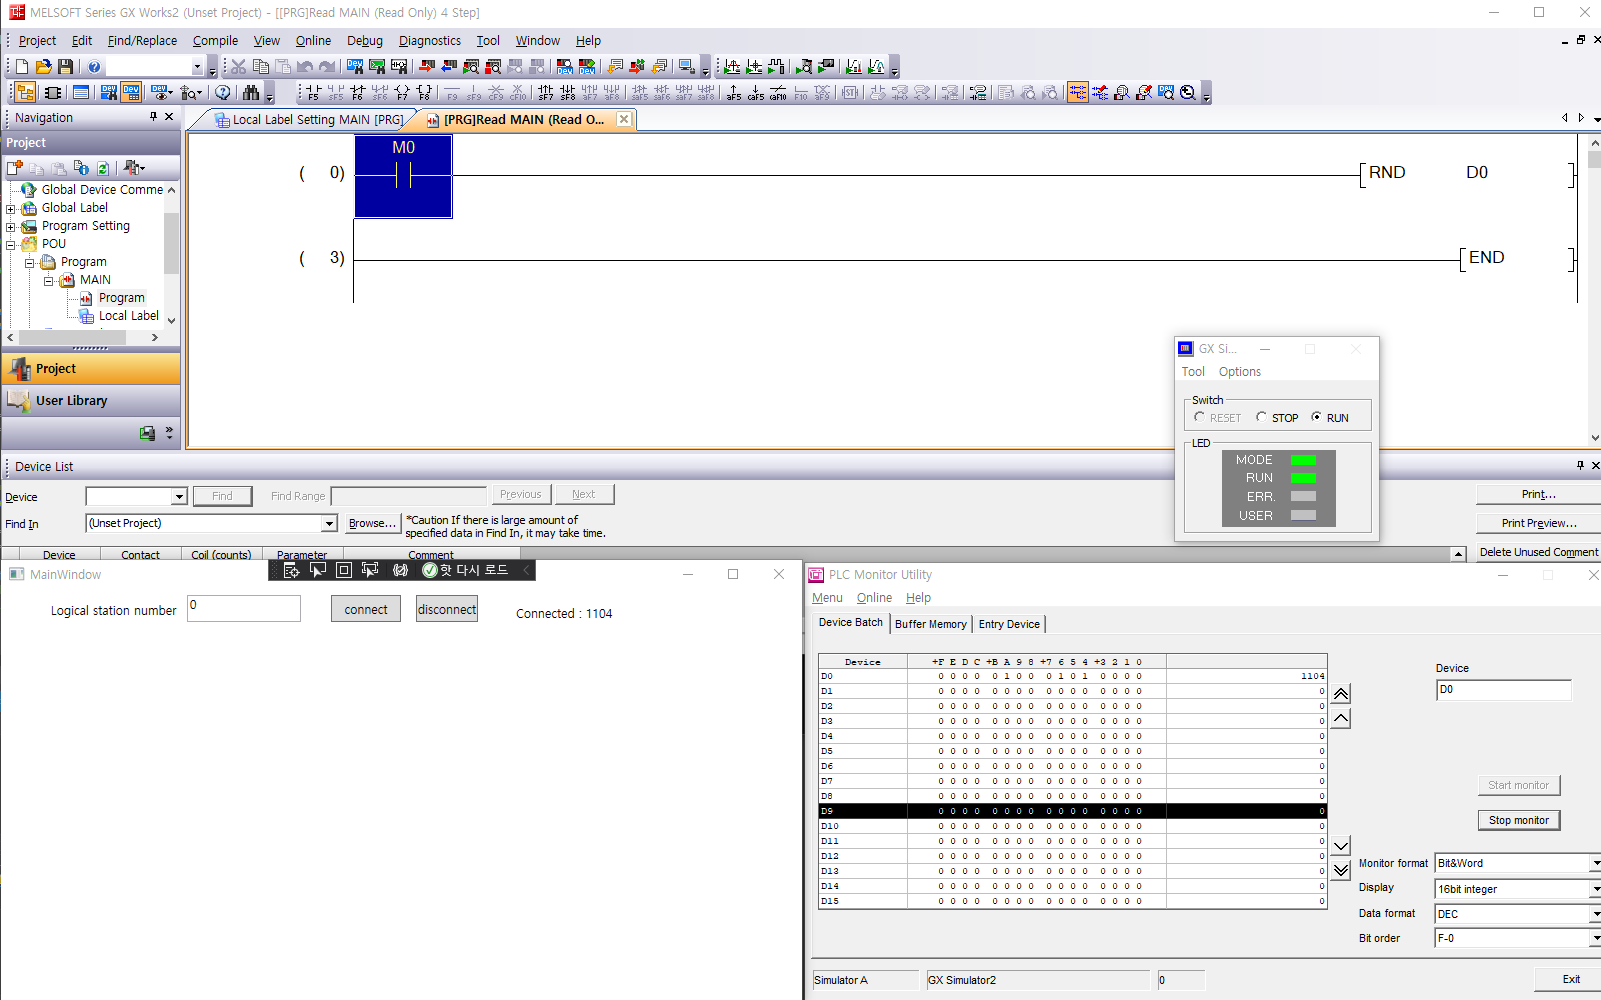 MELSOFT Series GX Works2 (Unset Project) - [[PRG]Read MAIN (Read Only) 4 Step]
Project Edit Find/Replace Compile View Online Debug Diagnostics Tool Window Help
F5 sF5 F6 sF6 F7 F8 F9 sF9 cF9 cF10 sF7 sF8 aF7 aF8 saF5 saF6 saF7 saF8 aF5 caF5 caF10 F10 aF9
Navigation
Local Label Setting MAIN [PRG]
[PRG]Read MAIN (Read O...
Project
Global Device Comme
Global Label
Program Setting
POU
Program
MAIN
Program
Local Label
Project
User Library
M0
( 0)
RND D0
( 3)
END
GX Si...
Tool Options
Switch
RESET STOP RUN
LED
MODE
RUN
ERR.
USER
Device List
Device
Find
Find Range
Previous
Next
Print...
Find In
(Unset Project)
Browse...
*Caution If there is large amount of
specified data in Find In, it may take time.
Print Preview...
Device Contact Coil (counts) Parameter Comment
Delete Unused Comment
MainWindow
핫 다시 로드
Logical station number
0
connect
disconnect
Connected : 1104
PLC Monitor Utility
Menu Online Help
Device Batch Buffer Memory Entry Device
Device +F E D C +B A 9 8 +7 6 5 4 +3 2 1 0
D0 0 0 0 0 0 1 0 0 0 1 0 1 0 0 0 0 1104
D1 0 0 0 0 0 0 0 0 0 0 0 0 0 0 0 0 0
D2 0 0 0 0 0 0 0 0 0 0 0 0 0 0 0 0 0
D3 0 0 0 0 0 0 0 0 0 0 0 0 0 0 0 0 0
D4 0 0 0 0 0 0 0 0 0 0 0 0 0 0 0 0 0
D5 0 0 0 0 0 0 0 0 0 0 0 0 0 0 0 0 0
D6 0 0 0 0 0 0 0 0 0 0 0 0 0 0 0 0 0
D7 0 0 0 0 0 0 0 0 0 0 0 0 0 0 0 0 0
D8 0 0 0 0 0 0 0 0 0 0 0 0 0 0 0 0 0
D9 0 0 0 0 0 0 0 0 0 0 0 0 0 0 0 0 0
D10 0 0 0 0 0 0 0 0 0 0 0 0 0 0 0 0 0
D11 0 0 0 0 0 0 0 0 0 0 0 0 0 0 0 0 0
D12 0 0 0 0 0 0 0 0 0 0 0 0 0 0 0 0 0
D13 0 0 0 0 0 0 0 0 0 0 0 0 0 0 0 0 0
D14 0 0 0 0 0 0 0 0 0 0 0 0 0 0 0 0 0
D15 0 0 0 0 0 0 0 0 0 0 0 0 0 0 0 0 0
Device
D0
Start monitor
Stop monitor
Monitor format Bit&Word
Display 16bit integer
Data format DEC
Bit order F-0
Simulator A
GX Simulator2
0
Exit